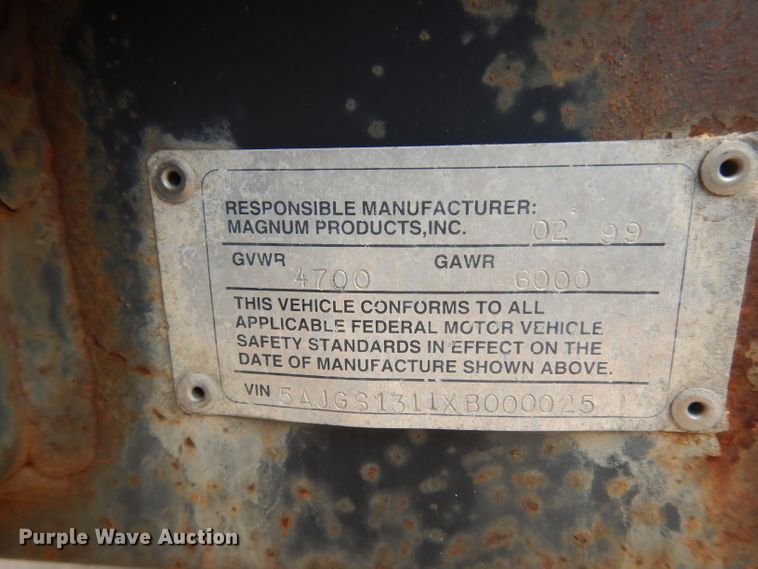 RESPONSIBLE MANUFACTURER:
MAGNUM PRODUCTS,INC. 02 99
GVWR 4700 GAWR 6000
THIS VEHICLE CONFORMS TO ALL
APPLICABLE FEDERAL MOTOR VEHICLE
SAFETY STANDARDS IN EFFECT ON THE
DATE OF MANUFACTURE SHOWN ABOVE.
VIN 5AJGS1311XB000025
Purple Wave Auction